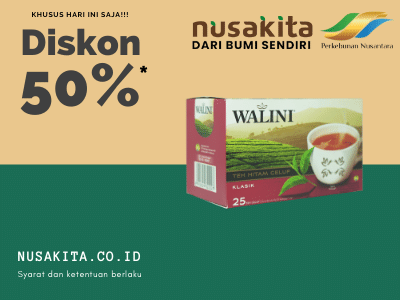 KHUSUS HARI INI SAJA!!!
Diskon
50%*
nusakita
DARI BUMI SENDIRI
Perkebunan Nusantara
WALINI
TEH HITAM CELUP
KLASIK
25
NUSAKITA.CO.ID
Syarat dan ketentuan berlaku